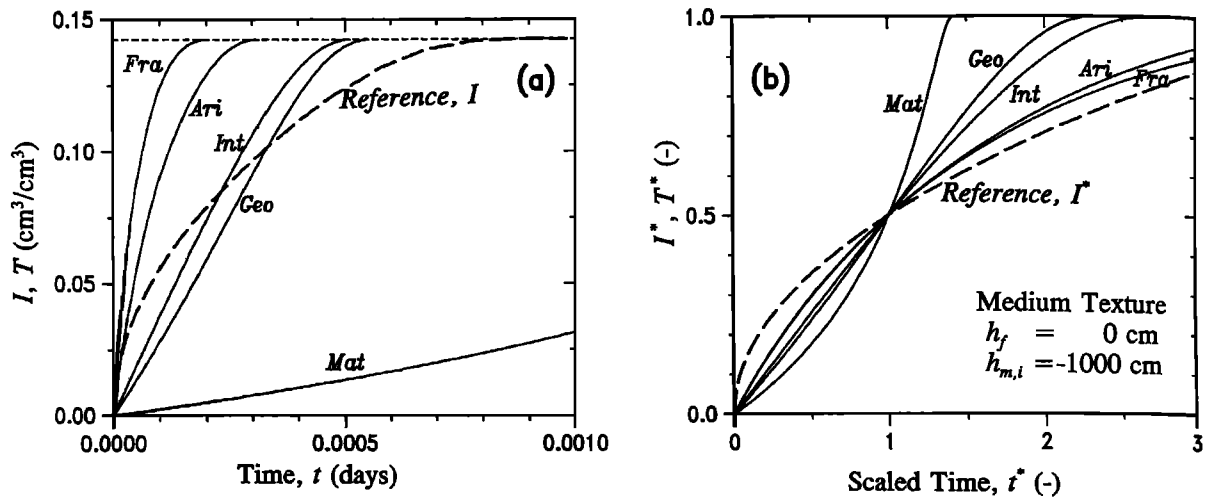 I, T (cm³/cm³)
0.15
0.10
0.05
0.00
Fra
Ari
Int
Geo
Mat
Reference, I
(a)
0.0000
0.0005
0.0010
Time, t (days)
I*, T* (-)
1.0
0.5
0.0
(b)
Mat
Geo
Int
Ari
Fra
Reference, I*
Medium Texture
h_f = 0 cm
h_{m,i} =-1000 cm
0
1
2
3
Scaled Time, t* (-)